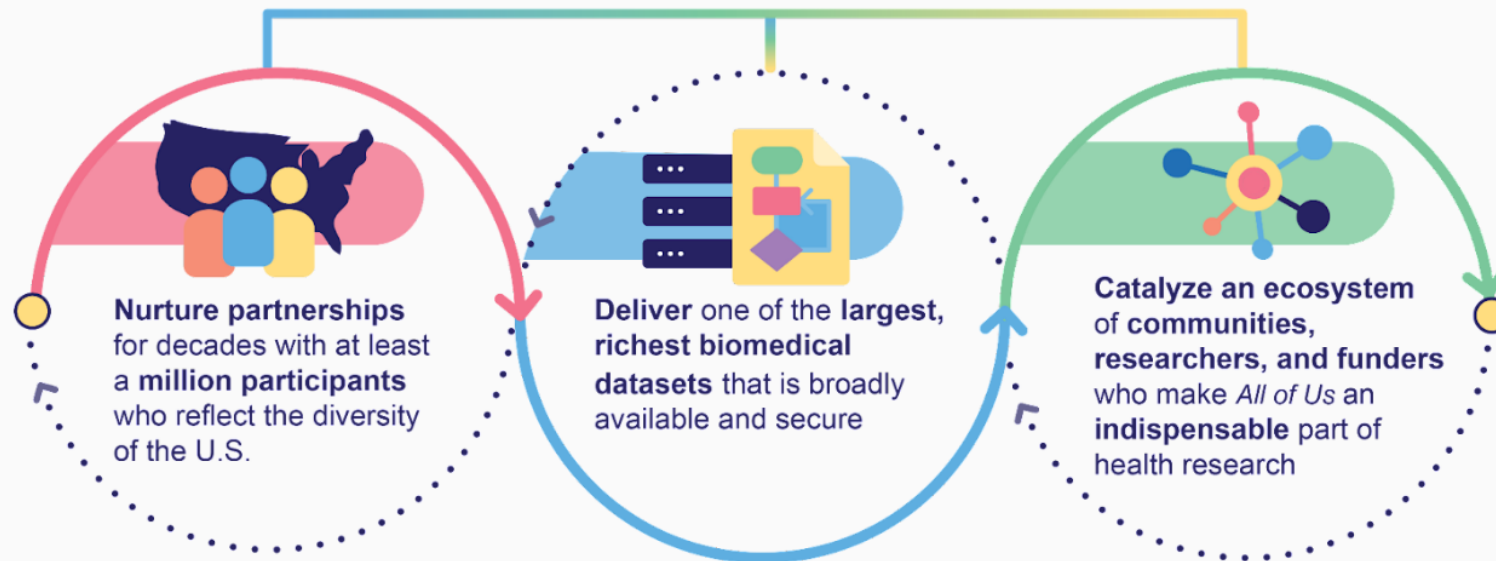 Nurture partnerships
for decades with at least
a million participants
who reflect the diversity
of the U.S.
Deliver one of the largest,
richest biomedical
datasets that is broadly
available and secure
Catalyze an ecosystem
of communities,
researchers, and funders
who make All of Us an
indispensable part of
health research